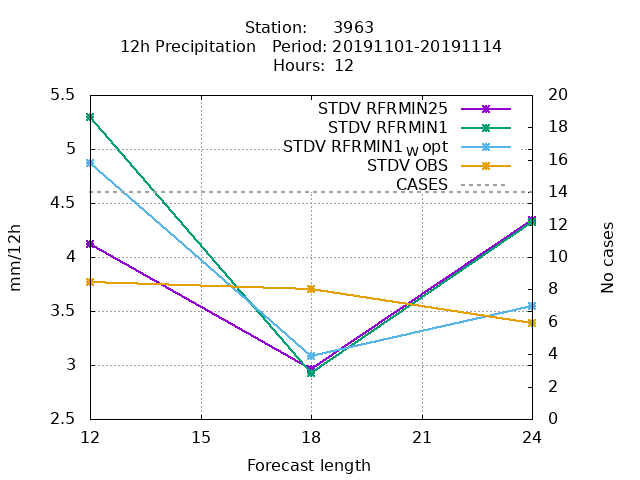 Station: 3963
12h Precipitation Period: 20191101-20191114
Hours: 12
STDV RFRMIN25
STDV RFRMIN1
STDV RFRMIN1 W opt
STDV OBS
CASES
5.5
5
4.5
4
3.5
3
2.5
mm/12h
20
18
16
14
12
10
8
6
4
2
0
No cases
12 15 18 21 24
Forecast length